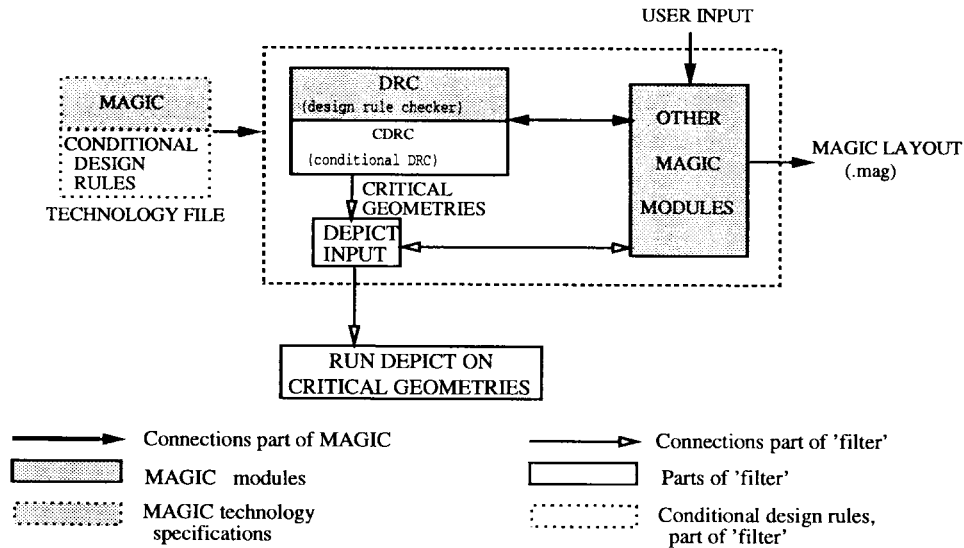 USER INPUT
MAGIC
CONDITIONAL
DESIGN
RULES
TECHNOLOGY FILE
DRC
(design rule checker)
CDRC
(conditional DRC)
CRITICAL
GEOMETRIES
DEPICT
INPUT
OTHER
MAGIC
MODULES
MAGIC LAYOUT
(.mag)
RUN DEPICT ON
CRITICAL GEOMETRIES
Connections part of MAGIC
MAGIC modules
MAGIC technology
specifications
Connections part of 'filter'
Parts of 'filter'
Conditional design rules,
part of 'filter'